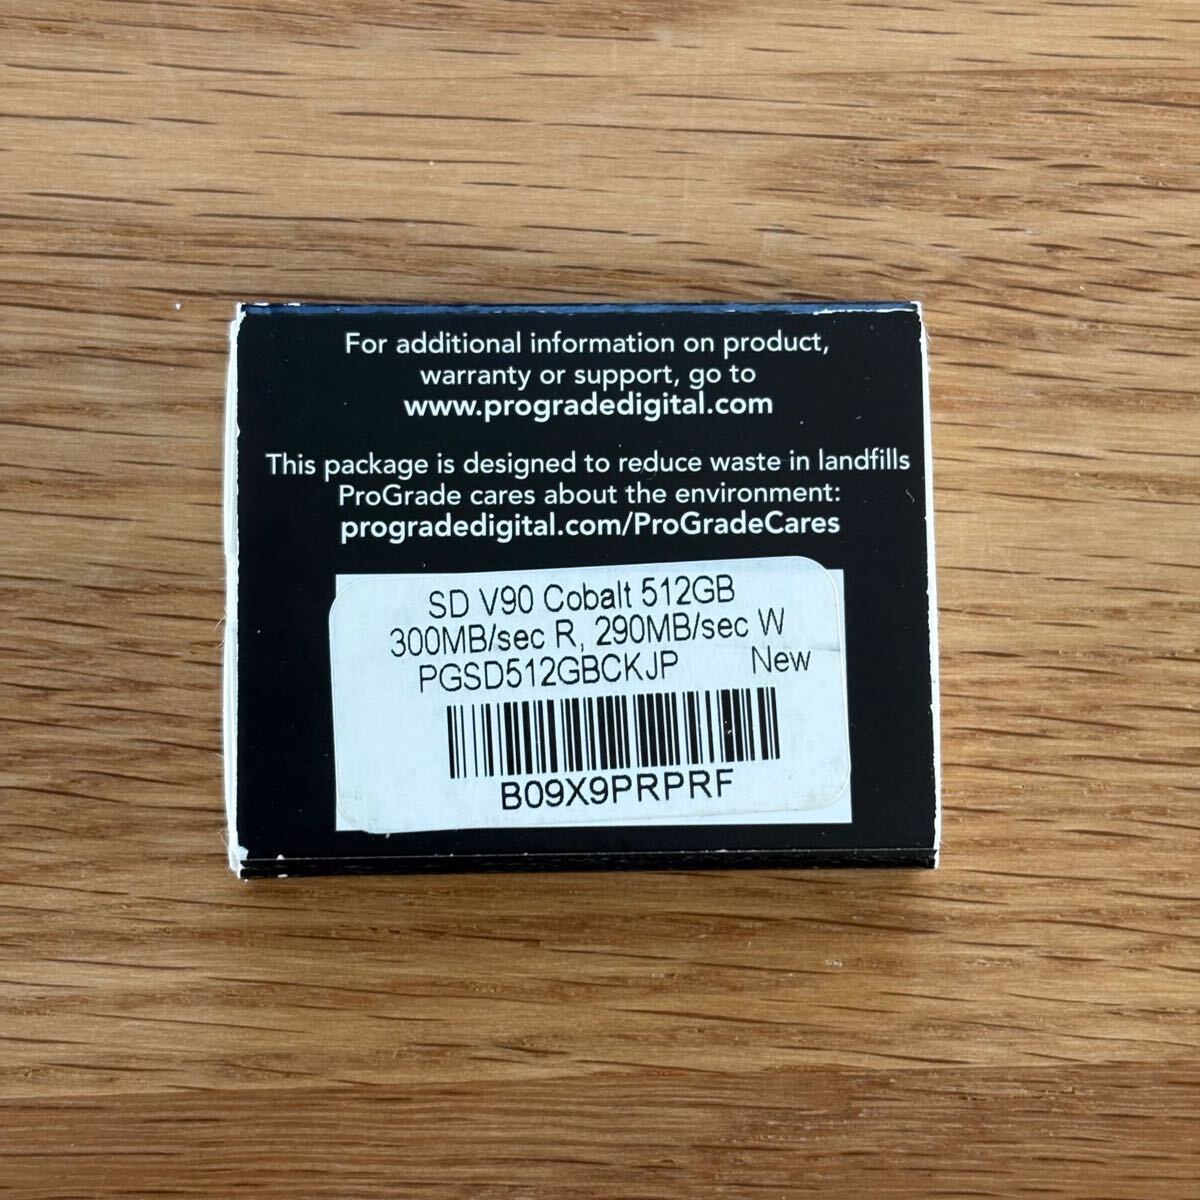 For additional information on product,
warranty or support, go to
www.progradedigital.com
This package is designed to reduce waste in landfills
ProGrade cares about the environment:
progradedigital.com/ProGradeCares
SD V90 Cobalt 512GB
300MB/sec R, 290MB/sec W
PGSD512GBCKJP New
B09X9PRPRF